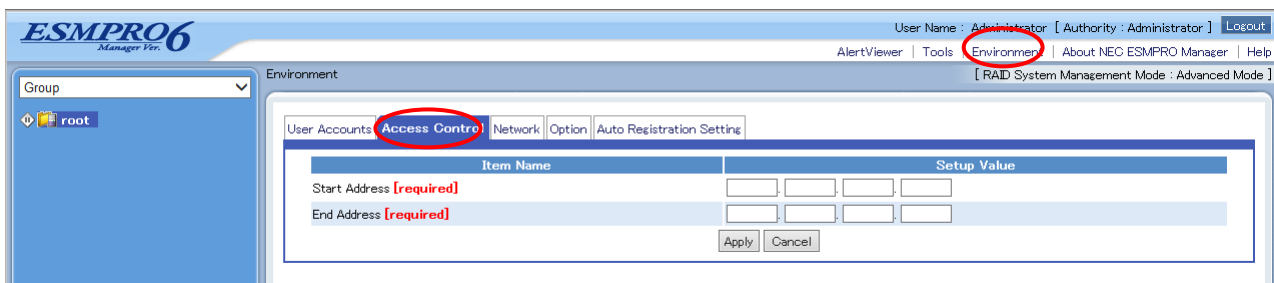 ESMPRO6
Manager Ver.
User Name : Administrator [ Authority : Administrator ] Logout
AlertViewer | Tools | Environment | About NEC ESMPRO Manager | Help
Group
Environment
[ RAID System Management Mode : Advanced Mode ]
root
User Accounts Access Control Network Option Auto Registration Setting
Item Name Setup Value
Start Address [required] . . .
End Address [required] . . .
Apply Cancel